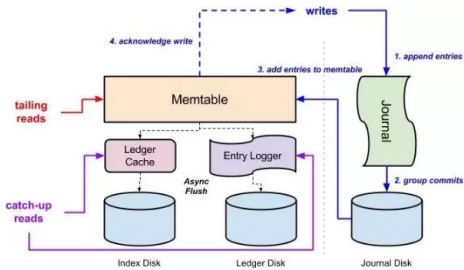 4. acknowledge write
writes
1. append entries
3. add entries to memtable
Memtable
tailing
reads
Journal
Ledger
Cache
Entry Logger
2. group commits
Async
Flush
catch-up
reads
Index Disk
Ledger Disk
Journal Disk